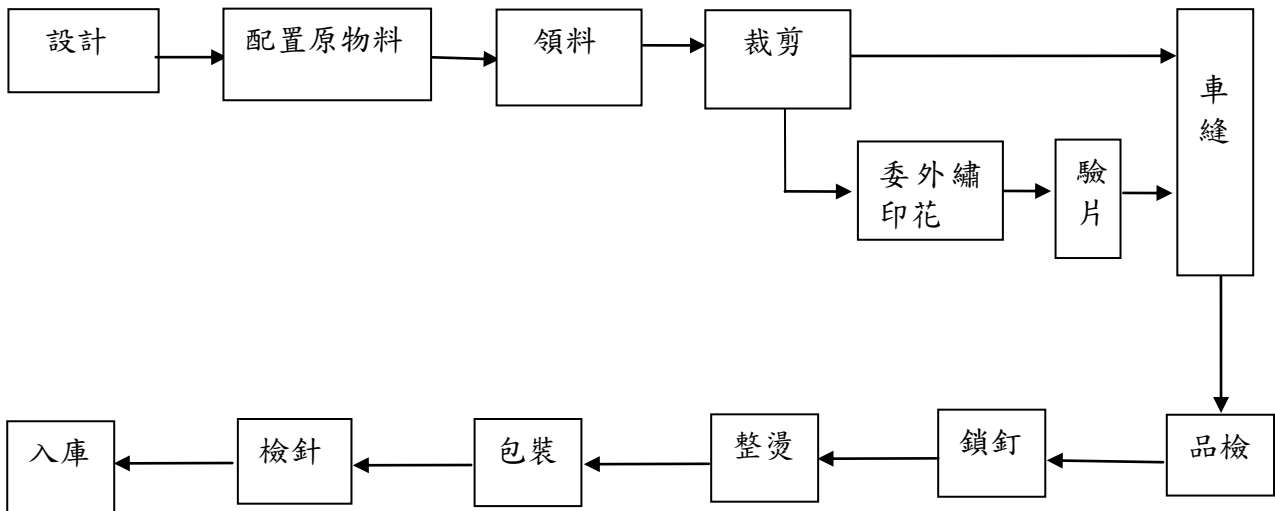 設計
配置原物料
領料
裁剪
車
縫
委外繡
印花
驗
片
入庫
檢針
包裝
整燙
鎖釘
品檢